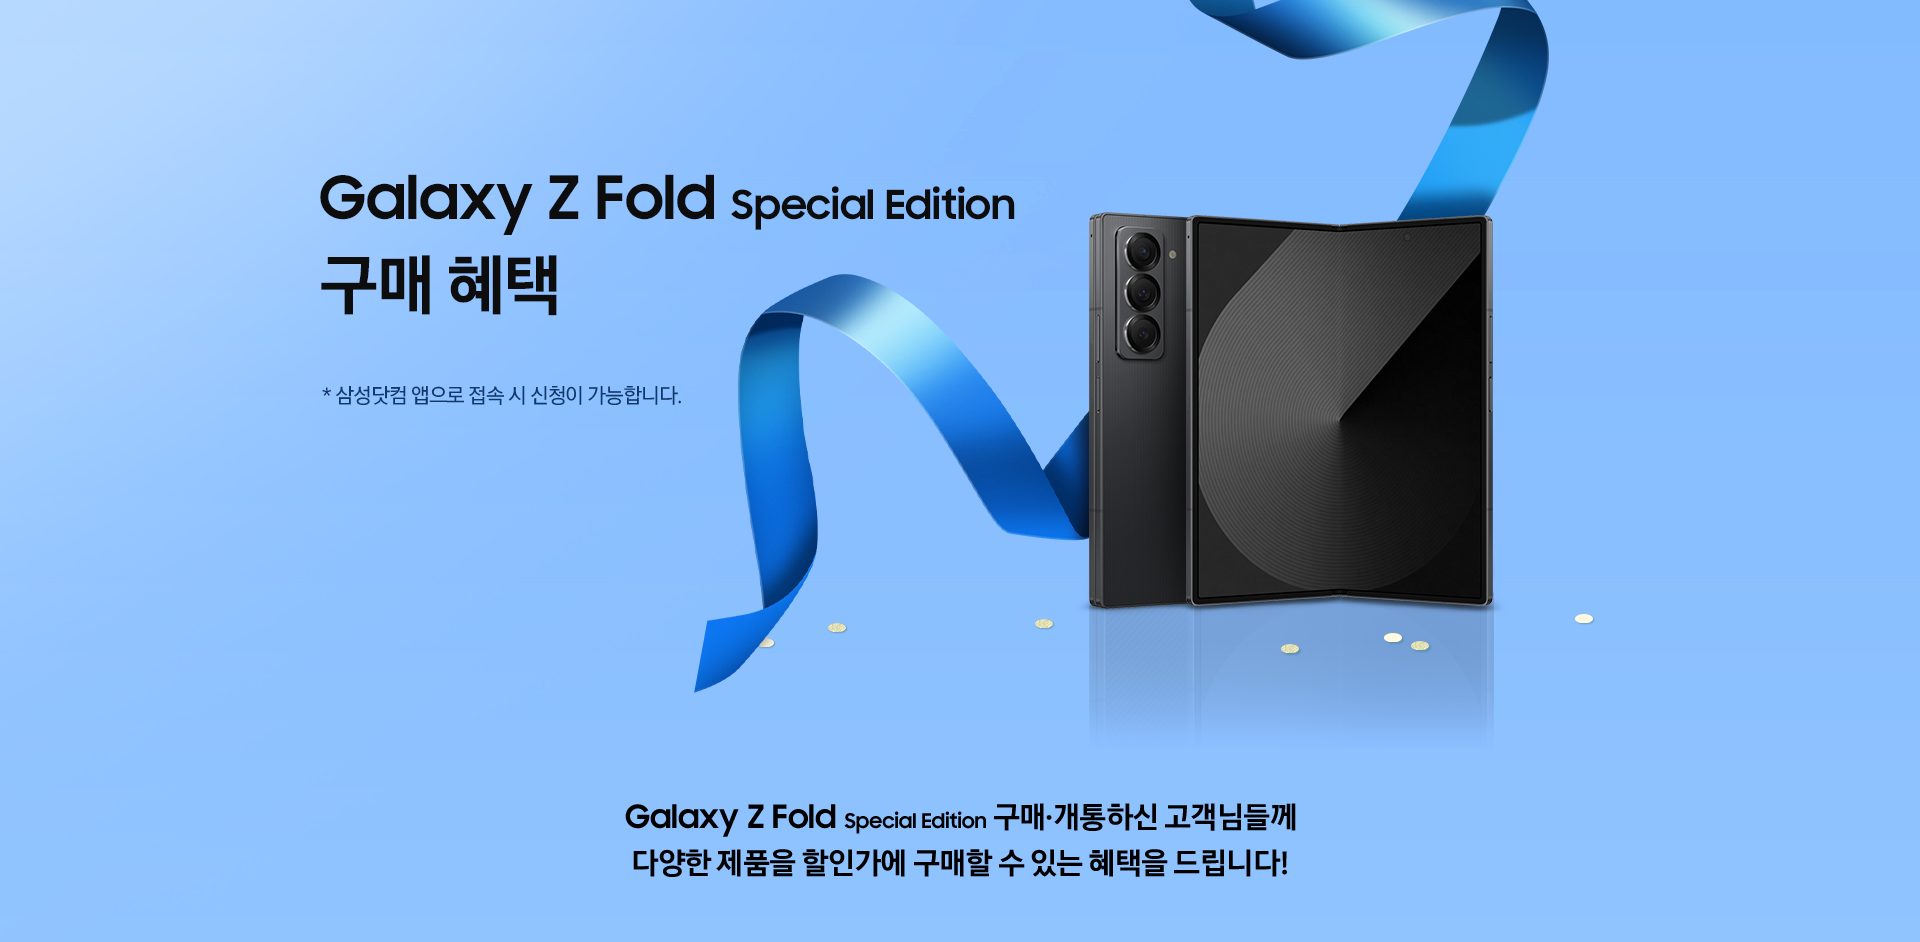 Galaxy Z Fold Special Edition
구매 혜택
* 삼성닷컴 앱으로 접속 시 신청이 가능합니다.
Galaxy Z Fold Special Edition 구매·개통하신 고객님들께
다양한 제품을 할인가에 구매할 수 있는 혜택을 드립니다!